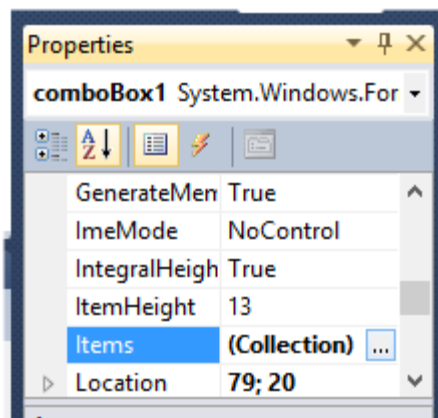 Properties
comboBox1 System.Windows.For
GenerateMen True
ImeMode NoControl
IntegralHeigh True
ItemHeight 13
Items (Collection) ...
Location 79; 20